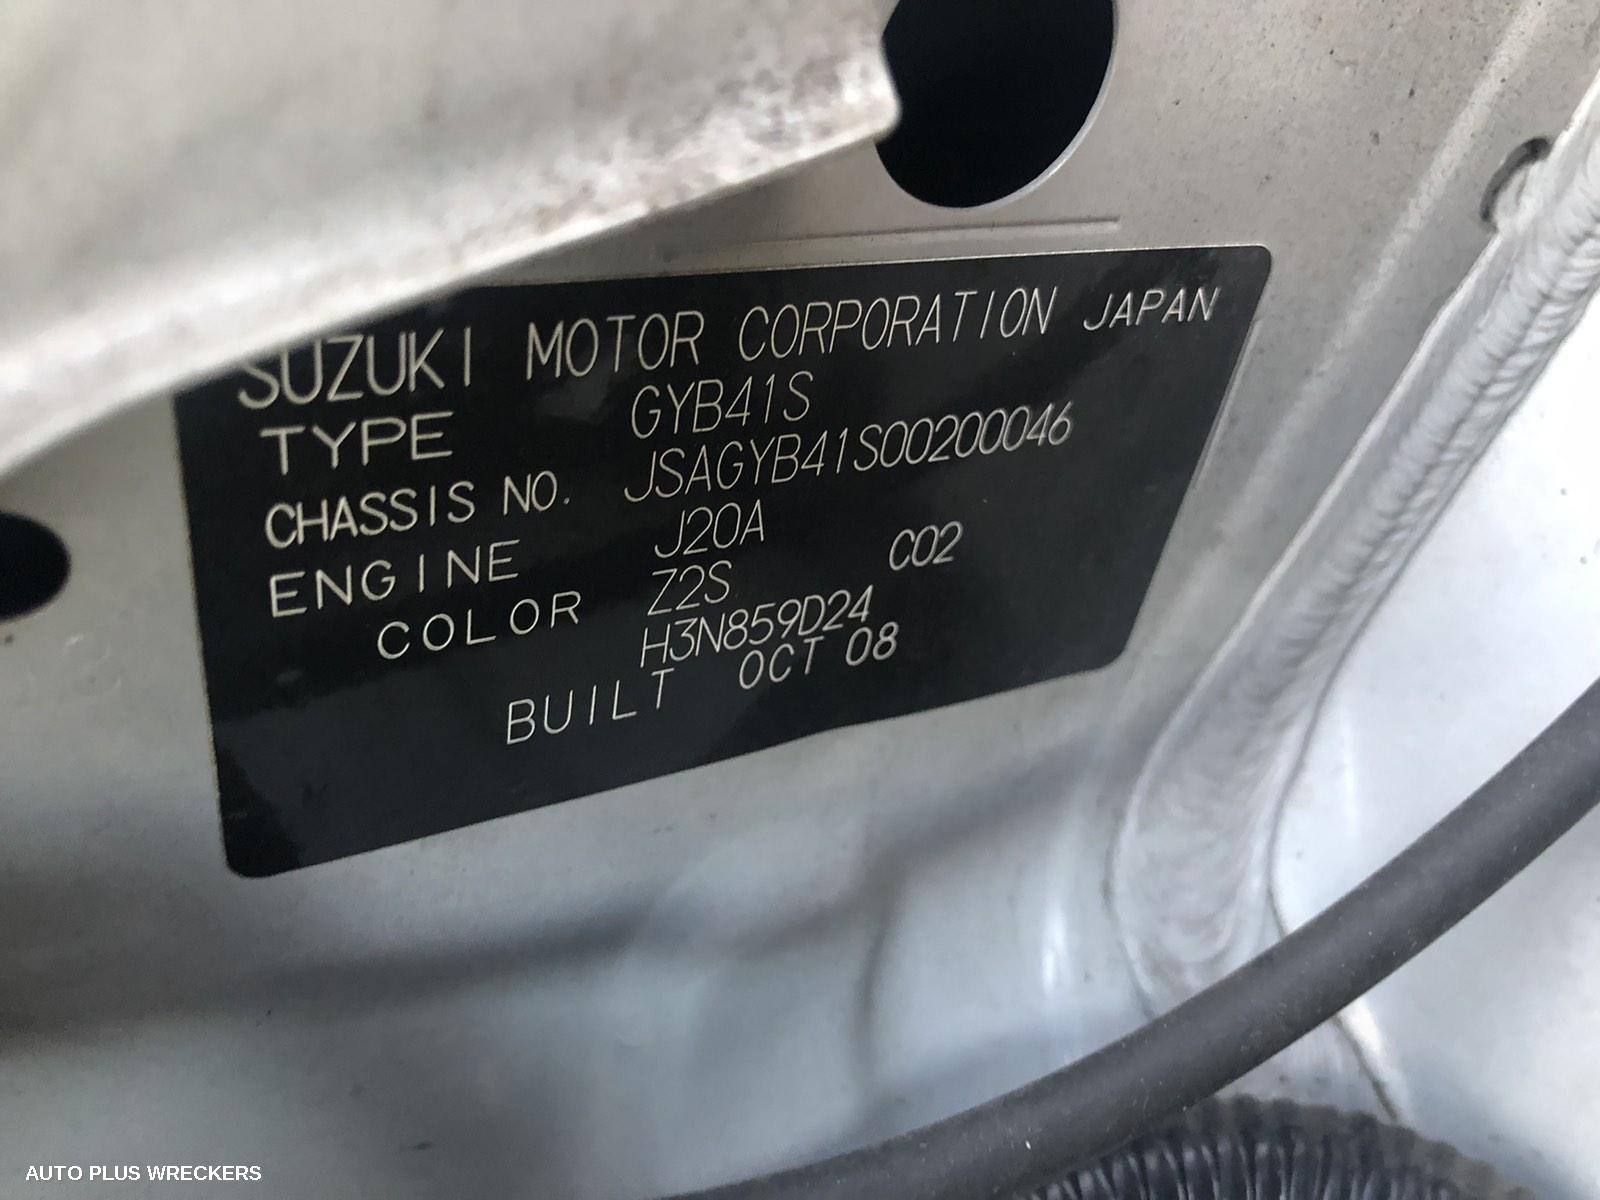 SUZUKI MOTOR CORPORATION JAPAN
TYPE GYB41S
CHASSIS NO. JSAGYB41S00200046
ENGINE J20A
COLOR Z2S C02
H3N859D24
BUILT OCT 08
AUTO PLUS WRECKERS